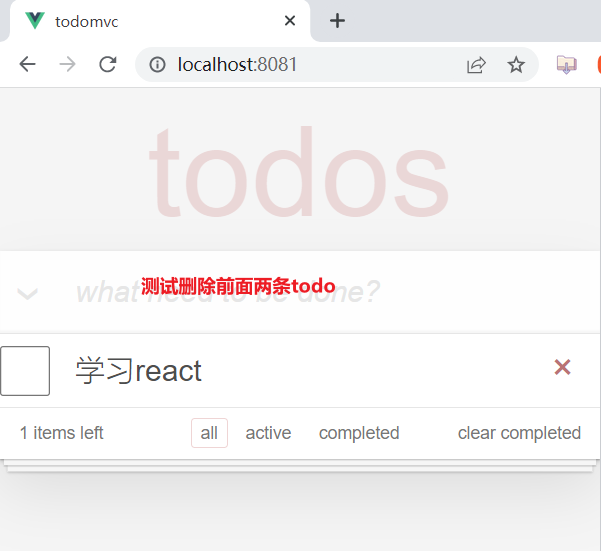 todomvc
localhost:8081
todos
what need to be done?
测试删除前面两条todo
学习react
1 items left
all
active
completed
clear completed